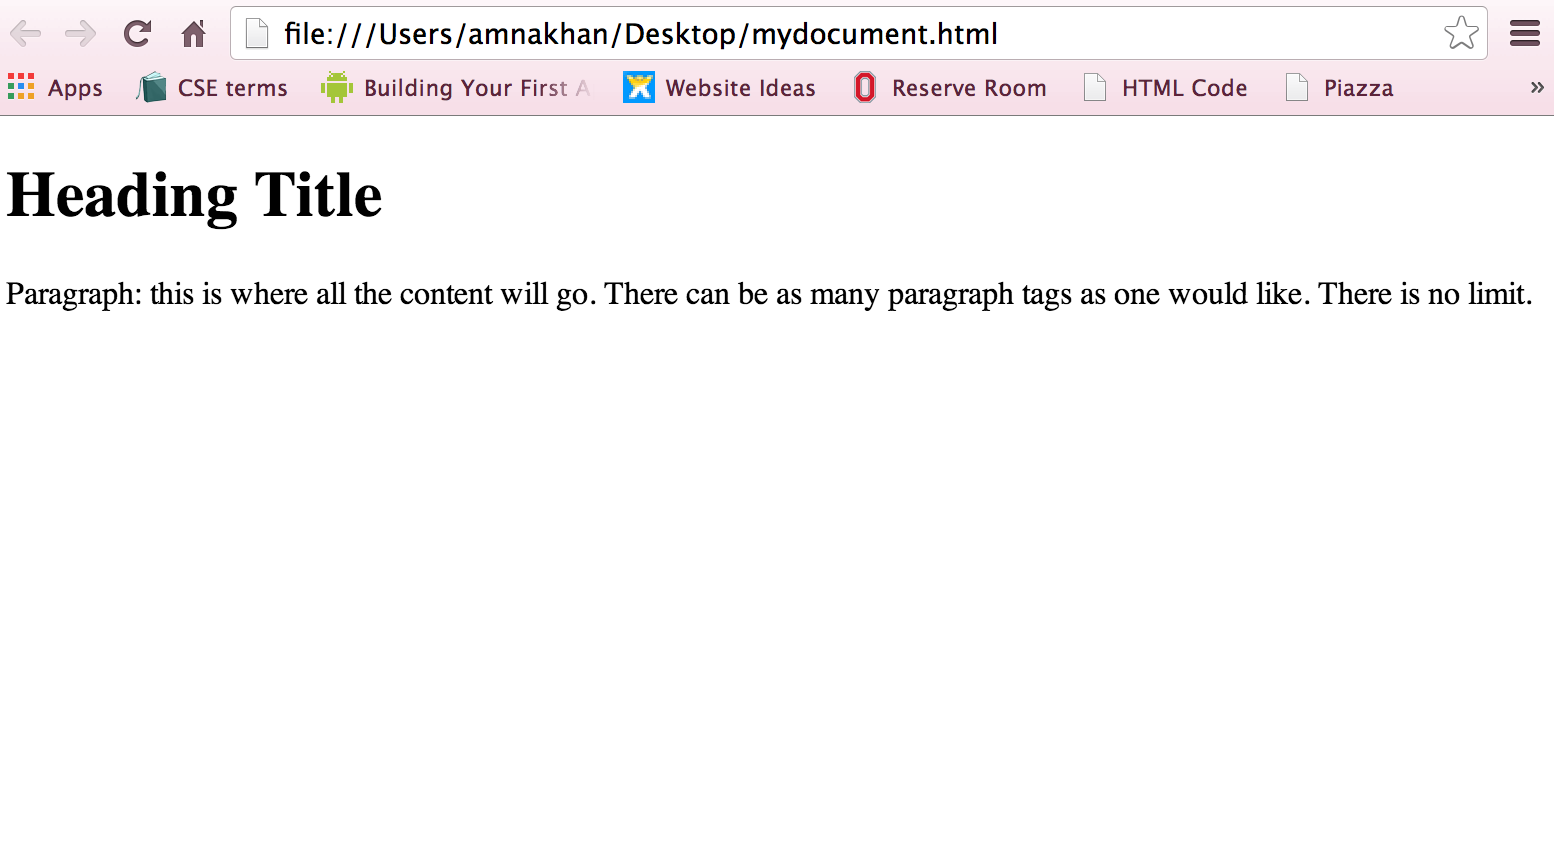 file:///Users/amnakhan/Desktop/mydocument.html
Apps CSE terms Building Your First A Website Ideas Reserve Room HTML Code Piazza »
Heading Title
Paragraph: this is where all the content will go. There can be as many paragraph tags as one would like. There is no limit.